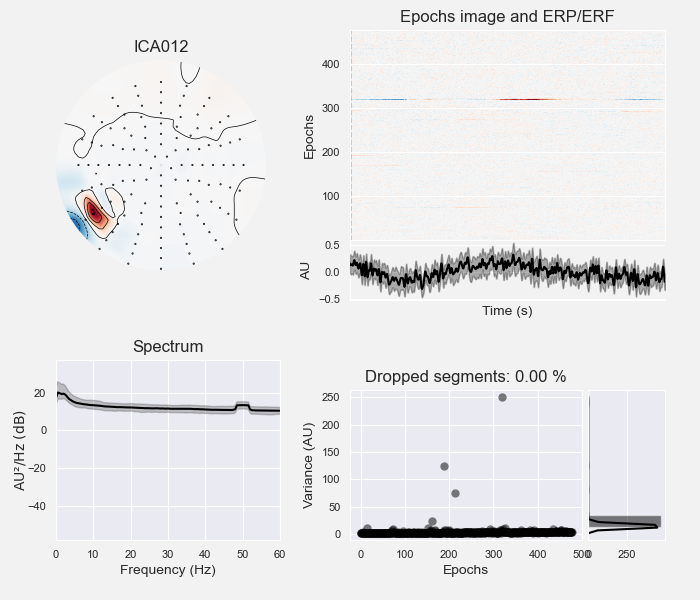 ICA012
Epochs image and ERP/ERF
Epochs
400
300
200
100
AU
0.5
0.0
−0.5
Time (s)
Spectrum
AU²/Hz (dB)
20
0
−20
−40
0 10 20 30 40 50 60
Frequency (Hz)
Dropped segments: 0.00 %
Variance (AU)
250
200
150
100
50
0
0 100 200 300 400 500
Epochs
0 250